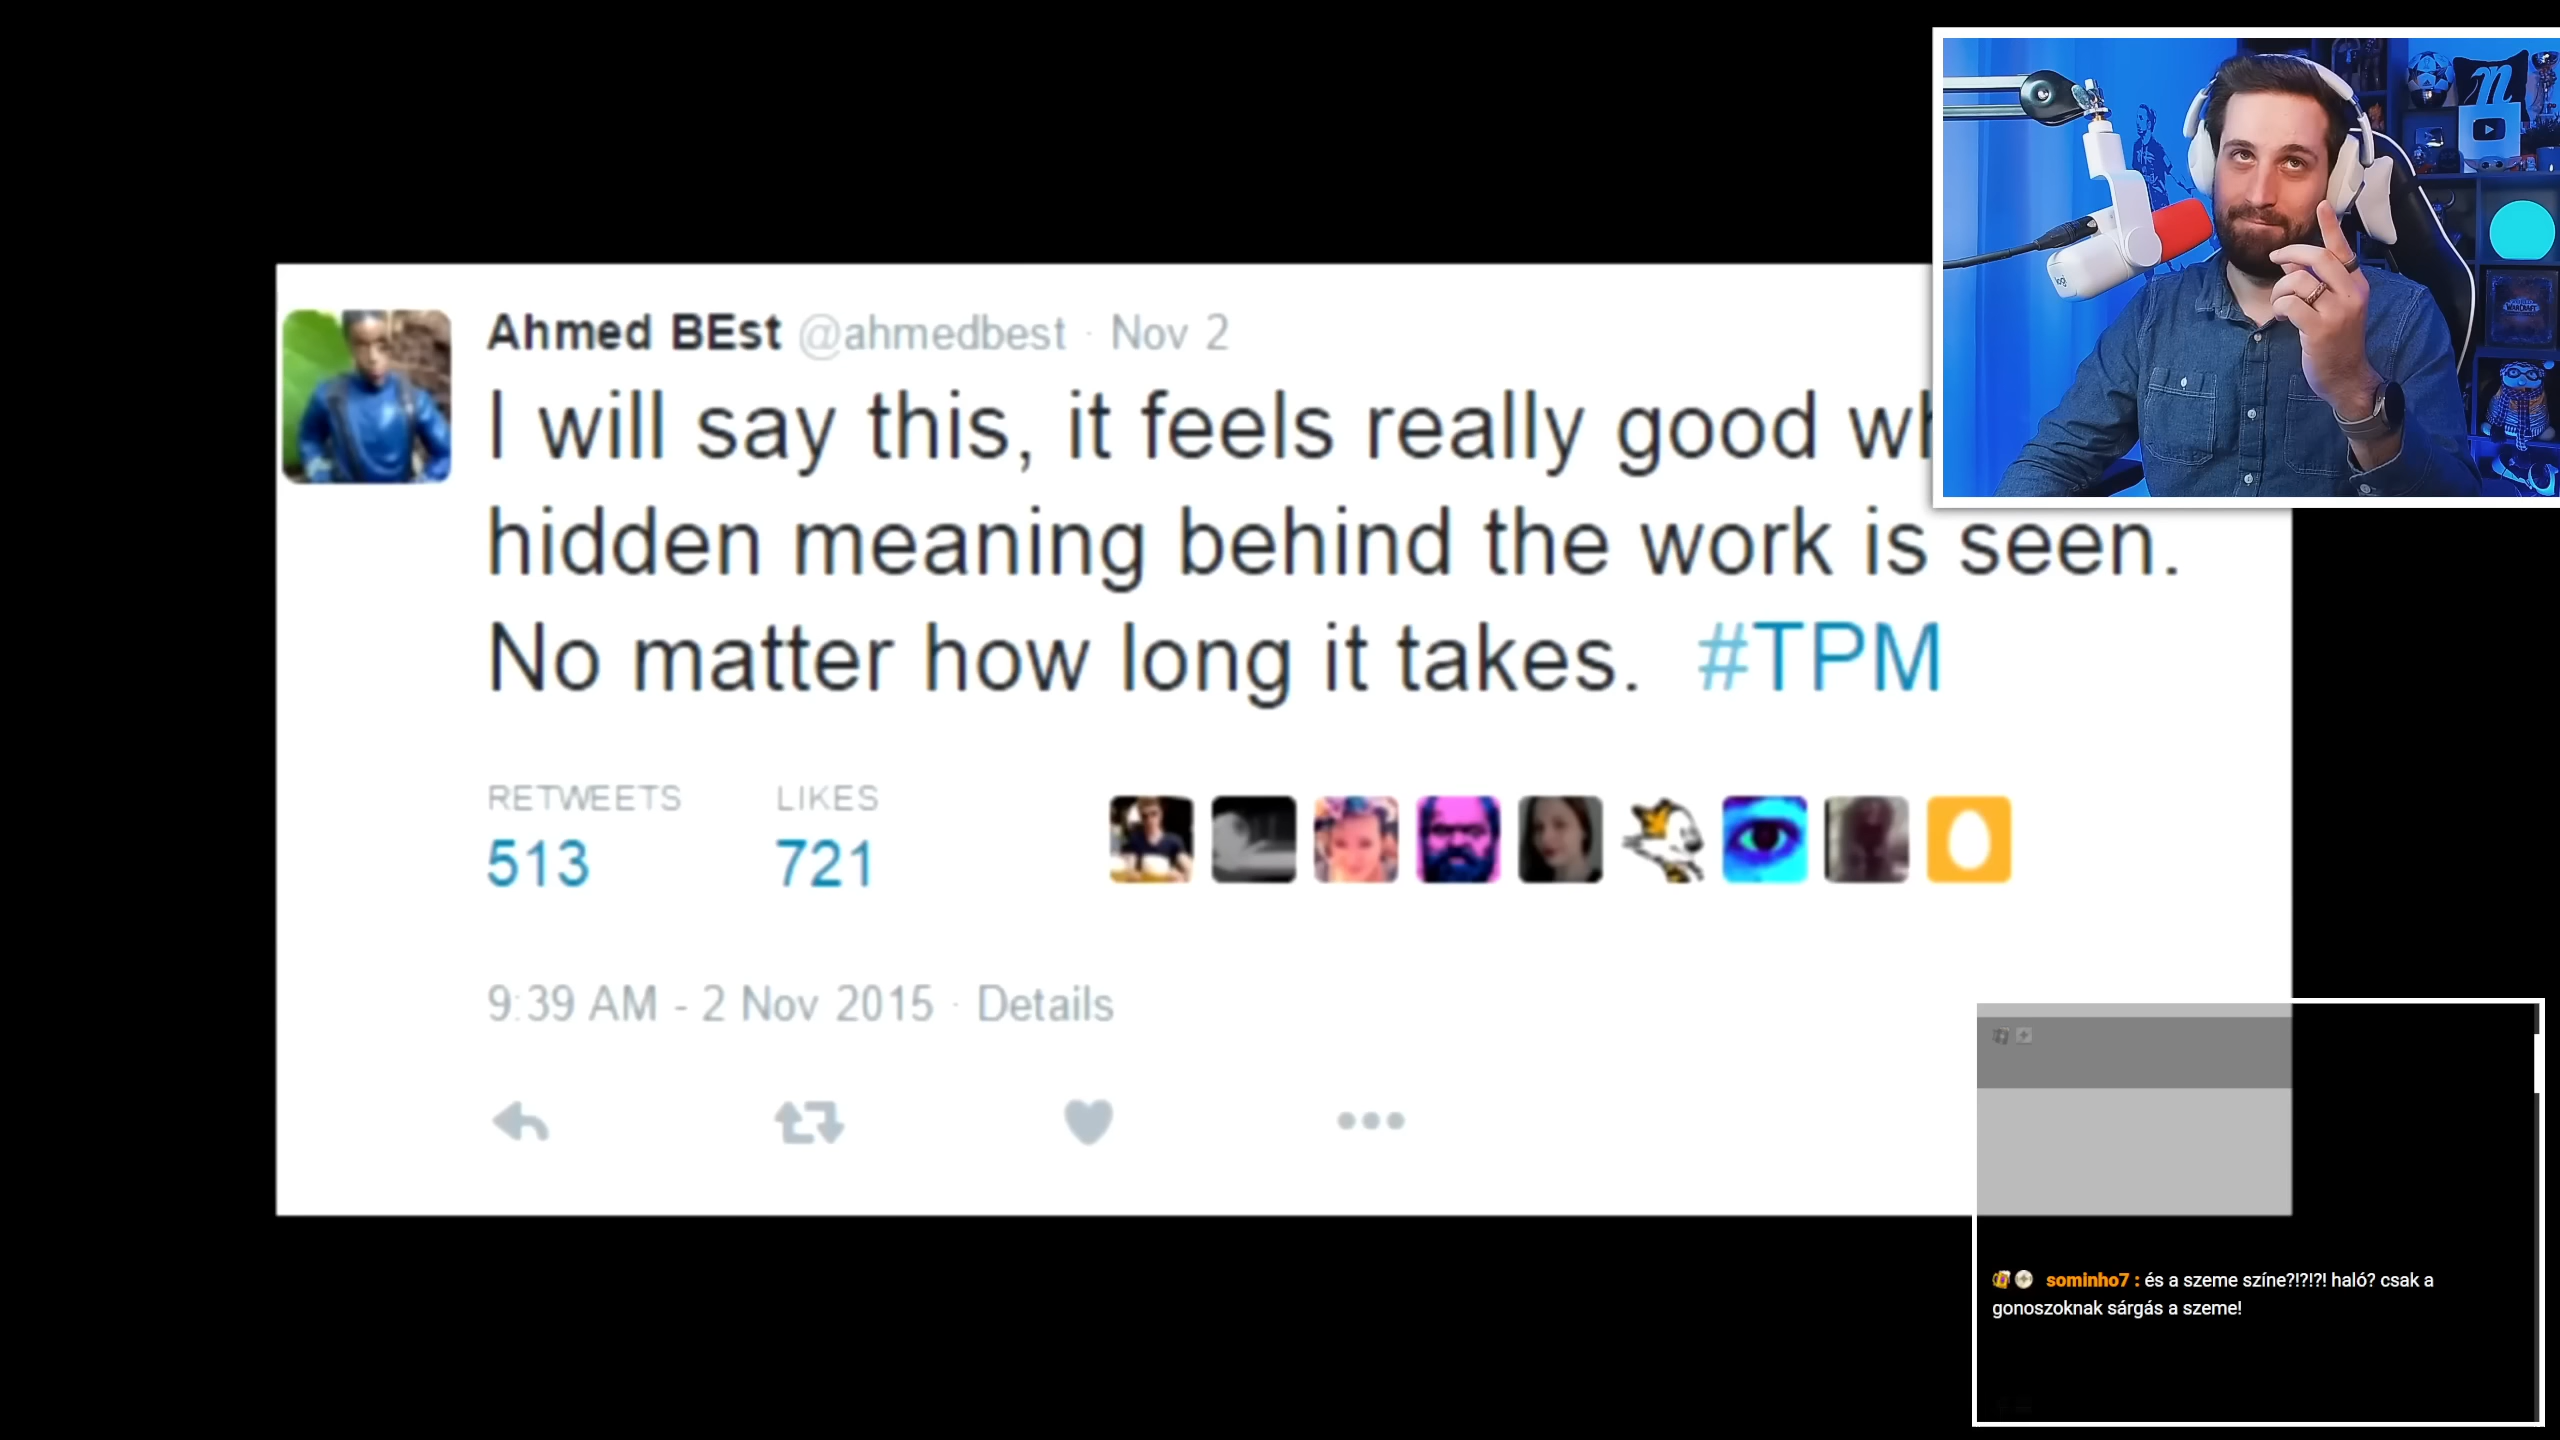 Ahmed BEst @ahmedbest · Nov 2
I will say this, it feels really good
hidden meaning behind the work is seen.
No matter how long it takes. #TPM
RETWEETS LIKES
513 721
9:39 AM - 2 Nov 2015 · Details
logi
WARCRAFT
sominho7 : és a szeme színe?!?!?! haló? csak a
gonoszoknak sárgás a szeme!